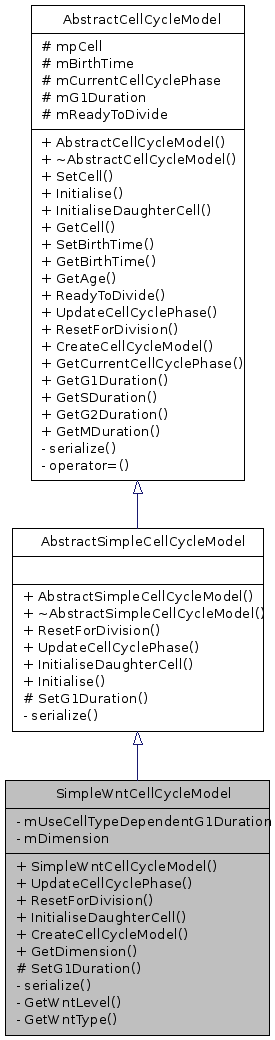 AbstractCellCycleModel
# mpCell
# mBirthTime
# mCurrentCellCyclePhase
# mG1Duration
# mReadyToDivide
+ AbstractCellCycleModel()
+ ~AbstractCellCycleModel()
+ SetCell()
+ Initialise()
+ InitialiseDaughterCell()
+ GetCell()
+ SetBirthTime()
+ GetBirthTime()
+ GetAge()
+ ReadyToDivide()
+ UpdateCellCyclePhase()
+ ResetForDivision()
+ CreateCellCycleModel()
+ GetCurrentCellCyclePhase()
+ GetG1Duration()
+ GetSDuration()
+ GetG2Duration()
+ GetMDuration()
- serialize()
- operator=()
AbstractSimpleCellCycleModel
+ AbstractSimpleCellCycleModel()
+ ~AbstractSimpleCellCycleModel()
+ ResetForDivision()
+ UpdateCellCyclePhase()
+ InitialiseDaughterCell()
+ Initialise()
# SetG1Duration()
- serialize()
SimpleWntCellCycleModel
- mUseCellTypeDependentG1Duration
- mDimension
+ SimpleWntCellCycleModel()
+ UpdateCellCyclePhase()
+ ResetForDivision()
+ InitialiseDaughterCell()
+ CreateCellCycleModel()
+ GetDimension()
# SetG1Duration()
- serialize()
- GetWntLevel()
- GetWntType()